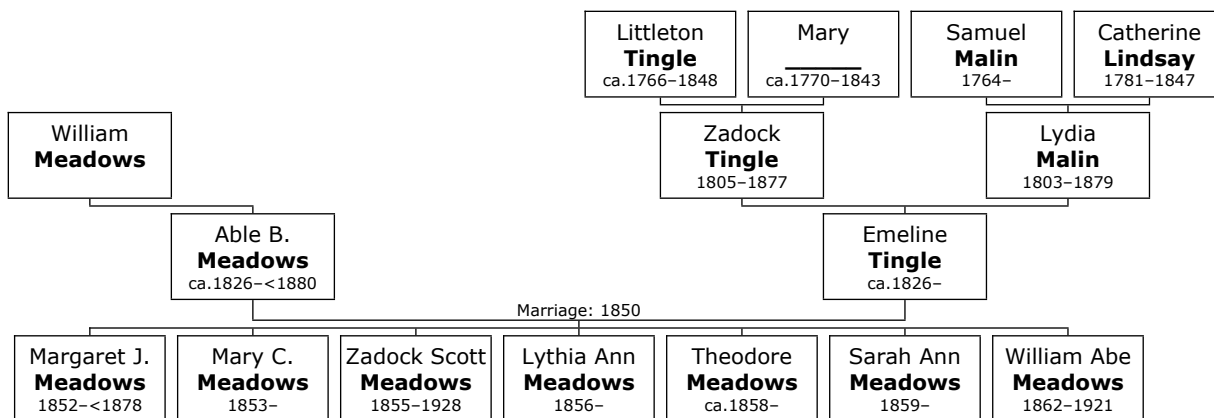 Littleton
Tingle
ca.1766–1848
Mary
______
ca.1770–1843
Samuel
Malin
1764–
Catherine
Lindsay
1781–1847
William
Meadows
Zadock
Tingle
1805–1877
Lydia
Malin
1803–1879
Able B.
Meadows
ca.1826–<1880
Emeline
Tingle
ca.1826–
Marriage: 1850
Margaret J.
Meadows
1852–<1878
Mary C.
Meadows
1853–
Zadock Scott
Meadows
1855–1928
Lythia Ann
Meadows
1856–
Theodore
Meadows
ca.1858–
Sarah Ann
Meadows
1859–
William Abe
Meadows
1862–1921